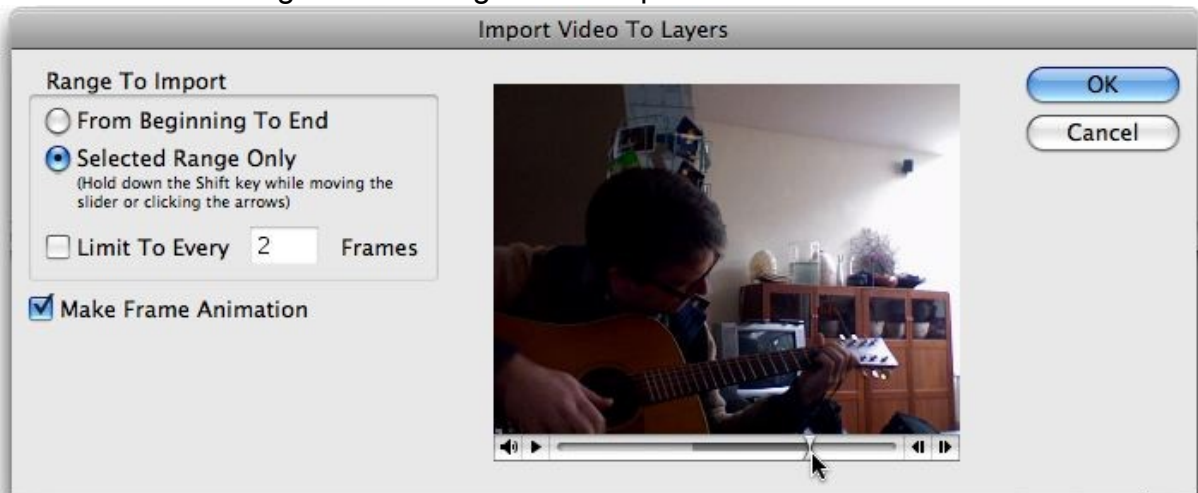 Import Video To Layers
Range To Import
From Beginning To End
Selected Range Only
(Hold down the Shift key while moving the
slider or clicking the arrows)
Limit To Every 2 Frames
Make Frame Animation
OK
Cancel